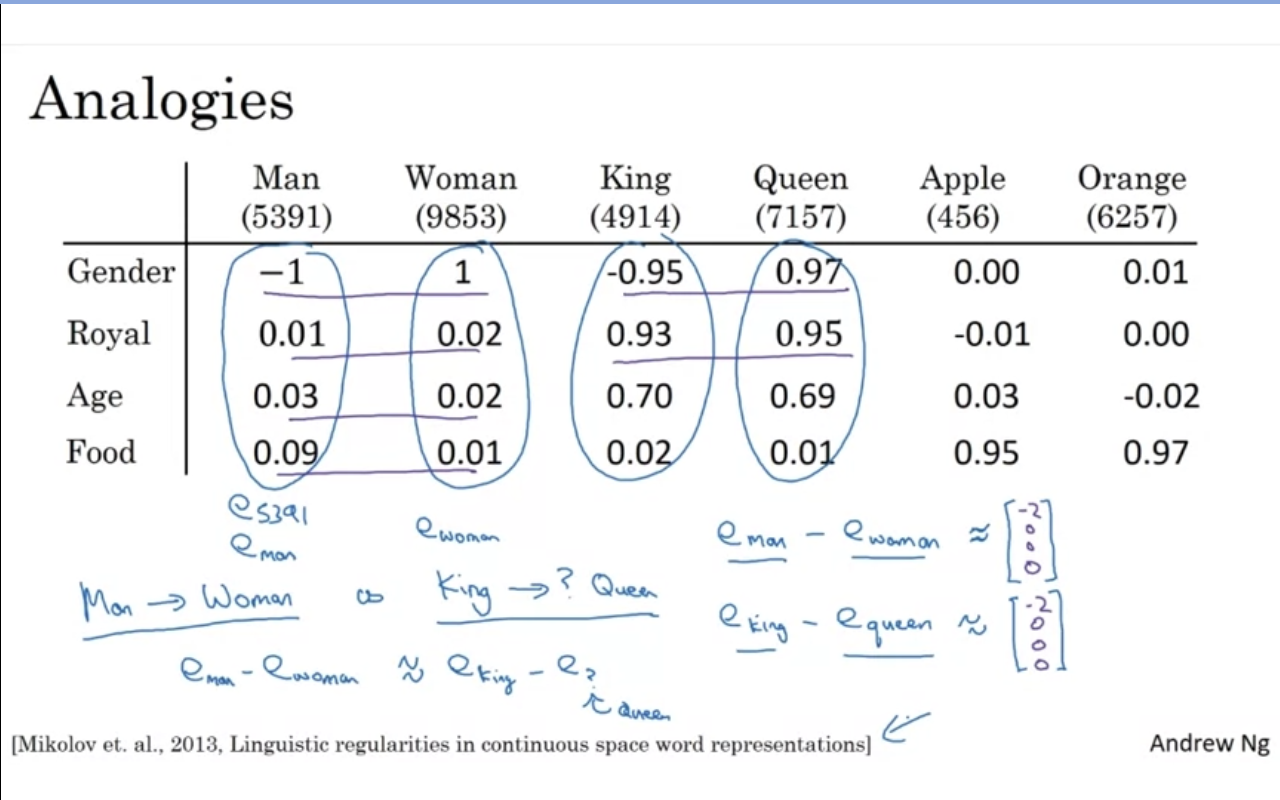 Analogies
Man Woman King Queen Apple Orange
(5391) (9853) (4914) (7157) (456) (6257)
Gender −1 1 -0.95 0.97 0.00 0.01
Royal 0.01 0.02 0.93 0.95 -0.01 0.00
Age 0.03 0.02 0.70 0.69 0.03 -0.02
Food 0.09 0.01 0.02 0.01 0.95 0.97
e5391
eman
ewoman
eman − ewoman ≈ [-2 0 0 0]
Man → Woman as King → ? Queen
eking − equeen ≈ [-2 0 0 0]
eman − ewoman ≈ eking − e?
↑ Queen
[Mikolov et. al., 2013, Linguistic regularities in continuous space word representations] ←
Andrew Ng